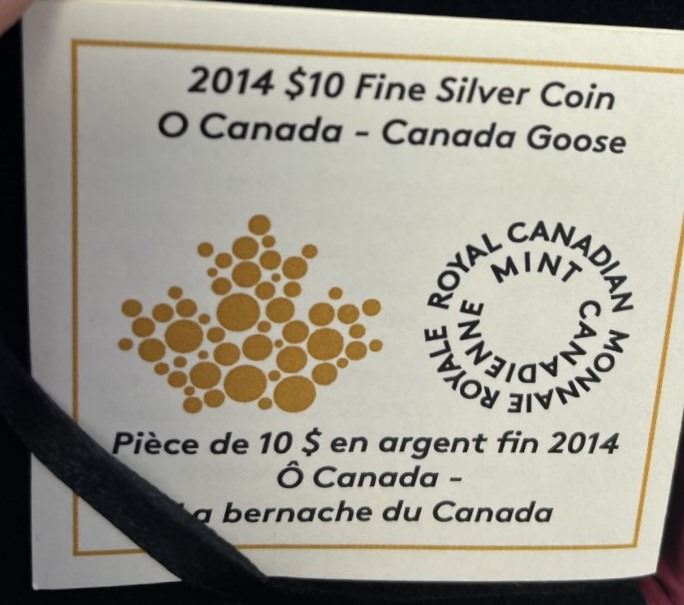 2014 $10 Fine Silver Coin
O Canada - Canada Goose
ROYAL CANADIAN MINT
MONNAIE ROYALE CANADIENNE
Pièce de 10 $ en argent fin 2014
Ô Canada -
La bernache du Canada